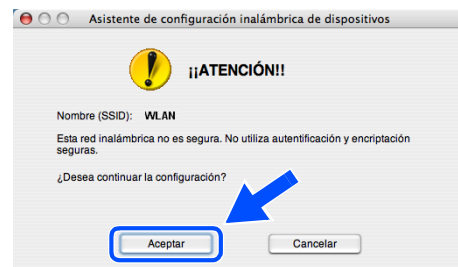 Asistente de configuración inalámbrica de dispositivos
¡¡ATENCIÓN!!
Nombre (SSID): WLAN
Esta red inalámbrica no es segura. No utiliza autentificación y encriptación
seguras.
¿Desea continuar la configuración?
Aceptar Cancelar